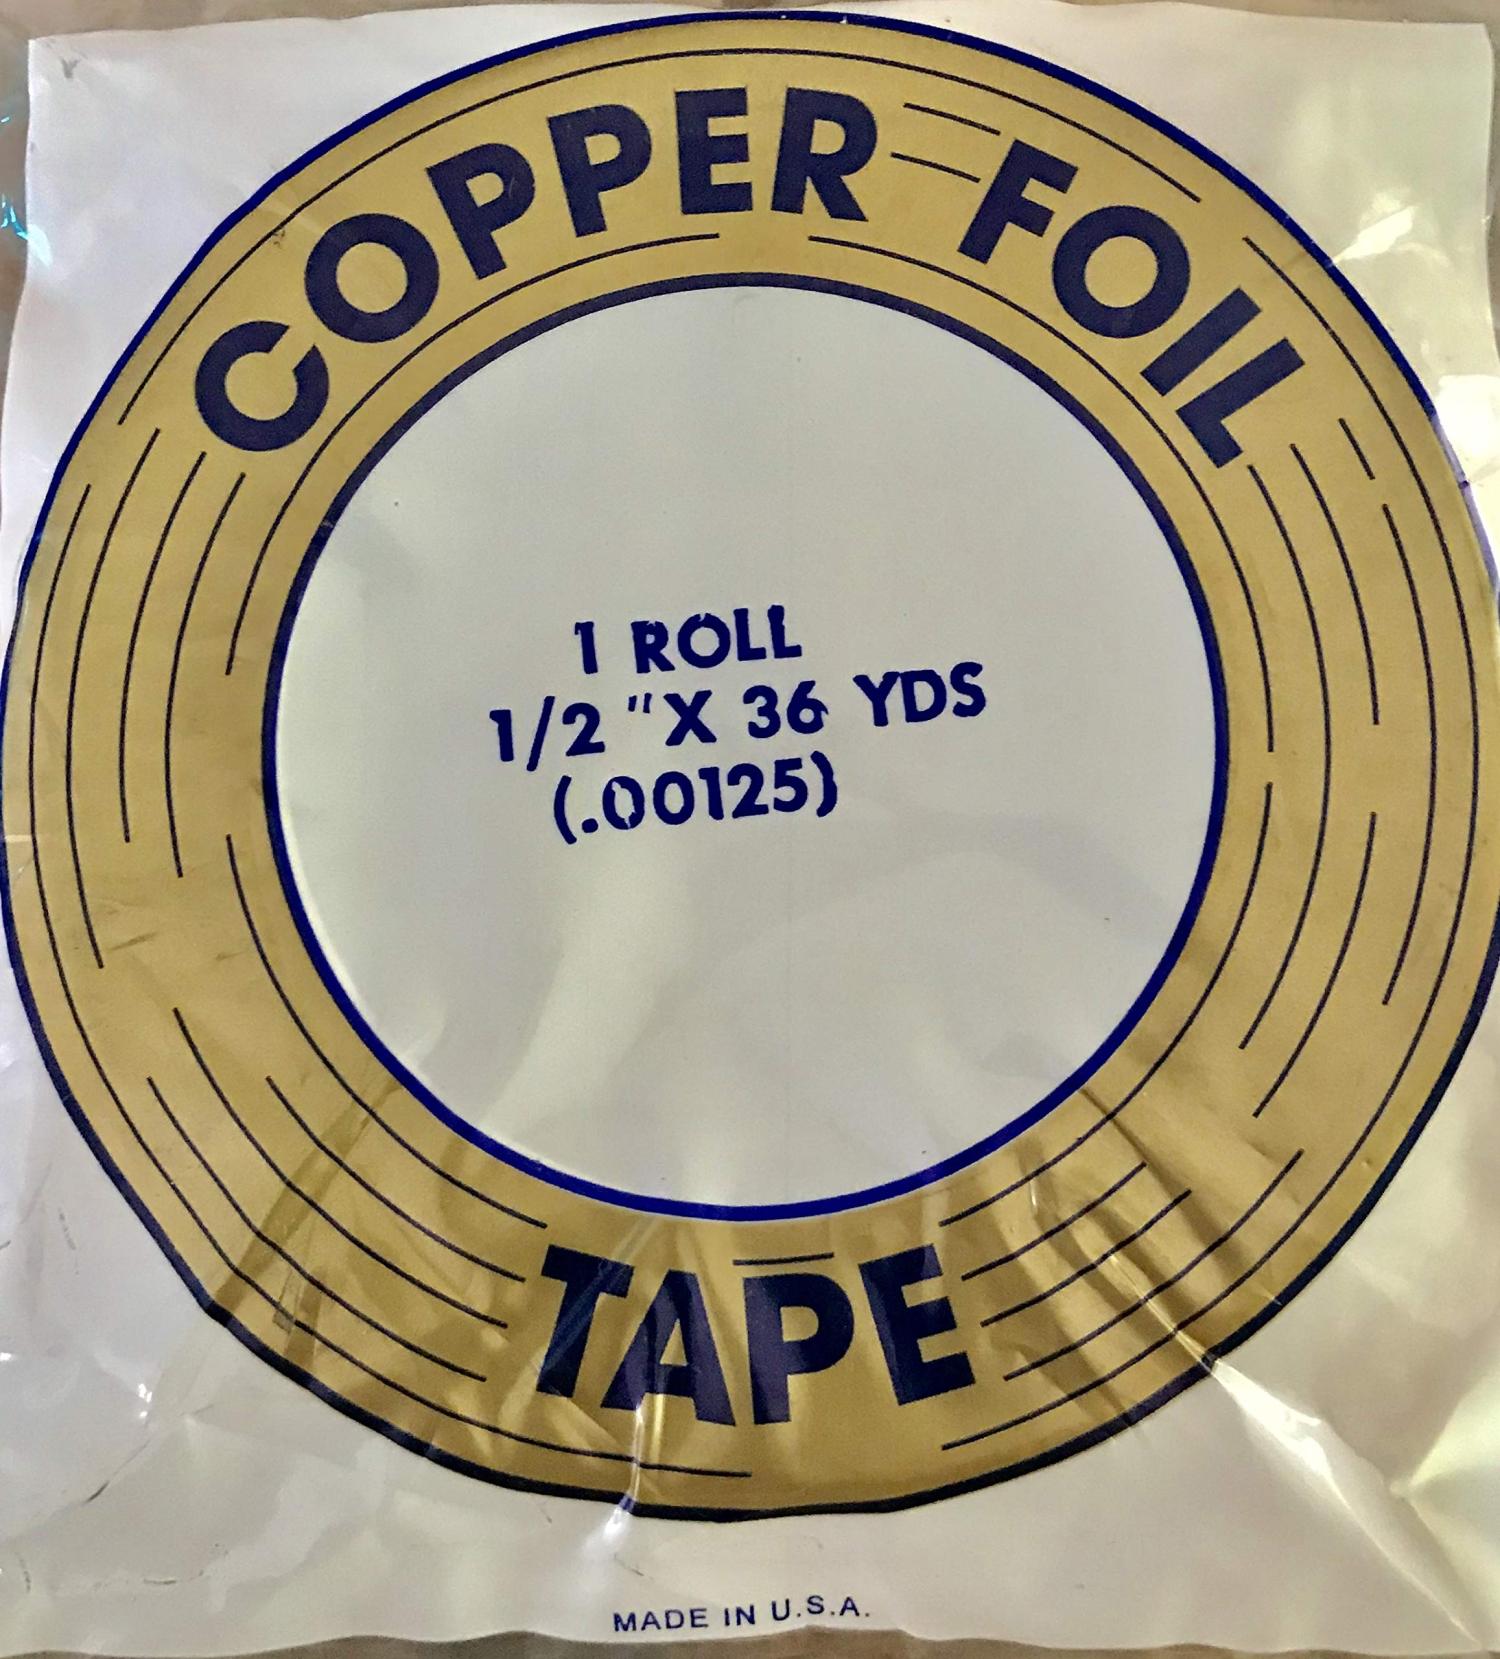 COPPER FOIL
1 ROLL
1/2 "X 36 YDS
(.00125)
TAPE
MADE IN U.S.A.